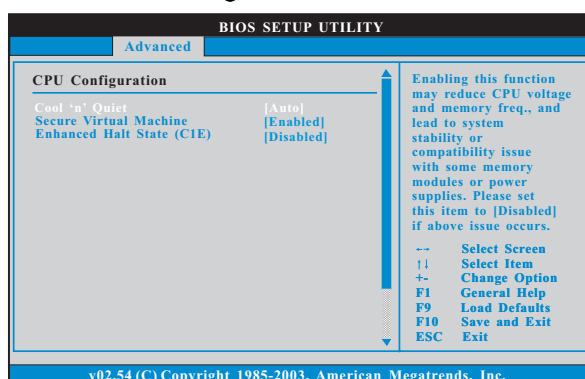 BIOS SETUP UTILITY
Advanced
CPU Configuration
Cool ‘n’ Quiet [Auto]
Secure Virtual Machine [Enabled]
Enhanced Halt State (C1E) [Disabled]
Enabling this function
may reduce CPU voltage
and memory freq., and
lead to system
stability or
compatibility issue
with some memory
modules or power
supplies. Please set
this item to [Disabled]
if above issue occurs.
←→ Select Screen
↑↓ Select Item
+- Change Option
F1 General Help
F9 Load Defaults
F10 Save and Exit
ESC Exit
v02.54 (C) Copyright 1985-2003, American Megatrends, Inc.